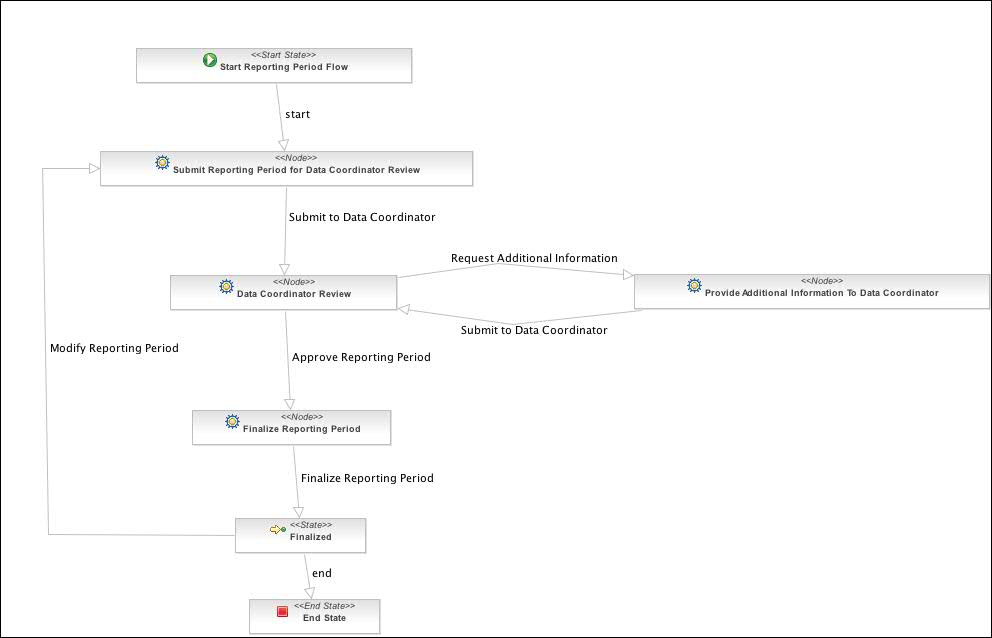 <<Start State>>
Start Reporting Period Flow
start
<<Node>>
Submit Reporting Period for Data Coordinator Review
Submit to Data Coordinator
Request Additional Information
<<Node>>
Data Coordinator Review
<<Node>>
Provide Additional Information To Data Coordinator
Submit to Data Coordinator
Modify Reporting Period
Approve Reporting Period
<<Node>>
Finalize Reporting Period
Finalize Reporting Period
<<State>>
Finalized
end
<<End State>>
End State